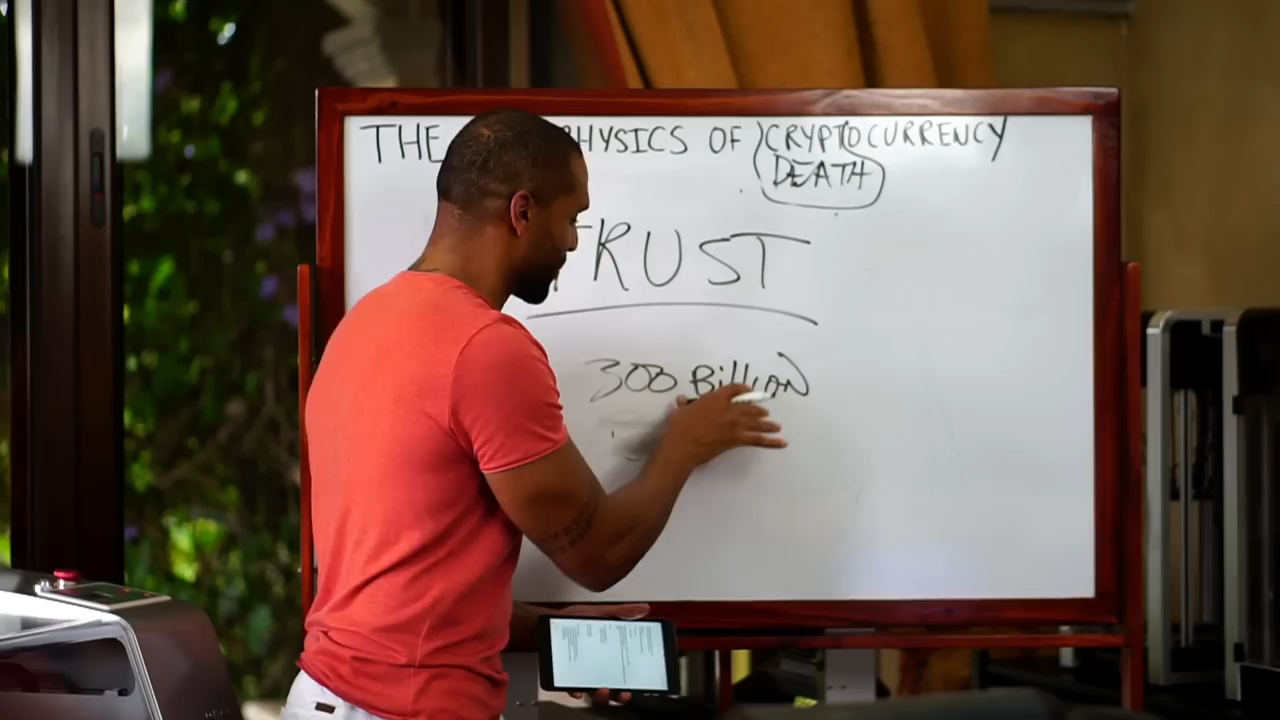 THE PHYSICS OF CRYPTOCURRENCY
DEATH
TRUST
300 BilliON